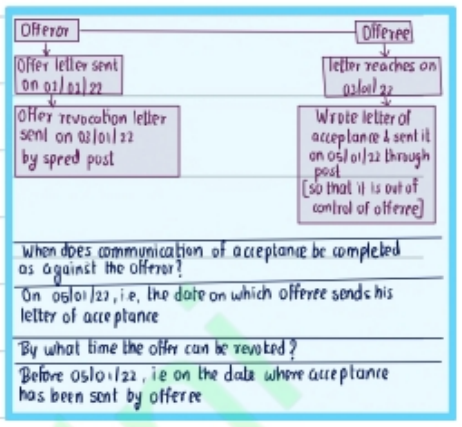 Offeror
Offeree
Offer letter sent
on 01/01/22
letter reaches on
03/01/22
Offer revocation letter
sent on 03/01/22
by speed post
Wrote letter of
acceptance & sent it
on 05/01/22 through
post
[so that it is out of
control of offeree]
When does communication of acceptance be completed
as against the offeror?
On 05/01/22, i.e, the date on which offeree sends his
letter of acceptance
By what time the offer can be revoked?
Before 05/01/22, ie on the date where acceptance
has been sent by offeree